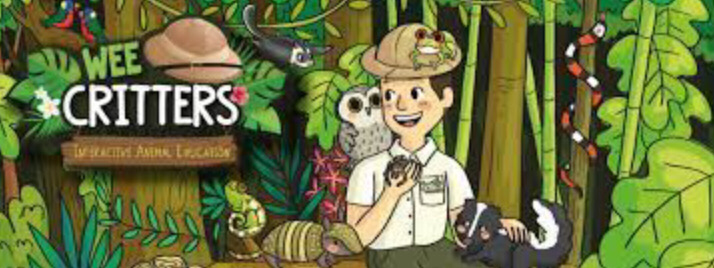 WEE
CRITTERS
INTERACTIVE ANIMAL EDUCATION